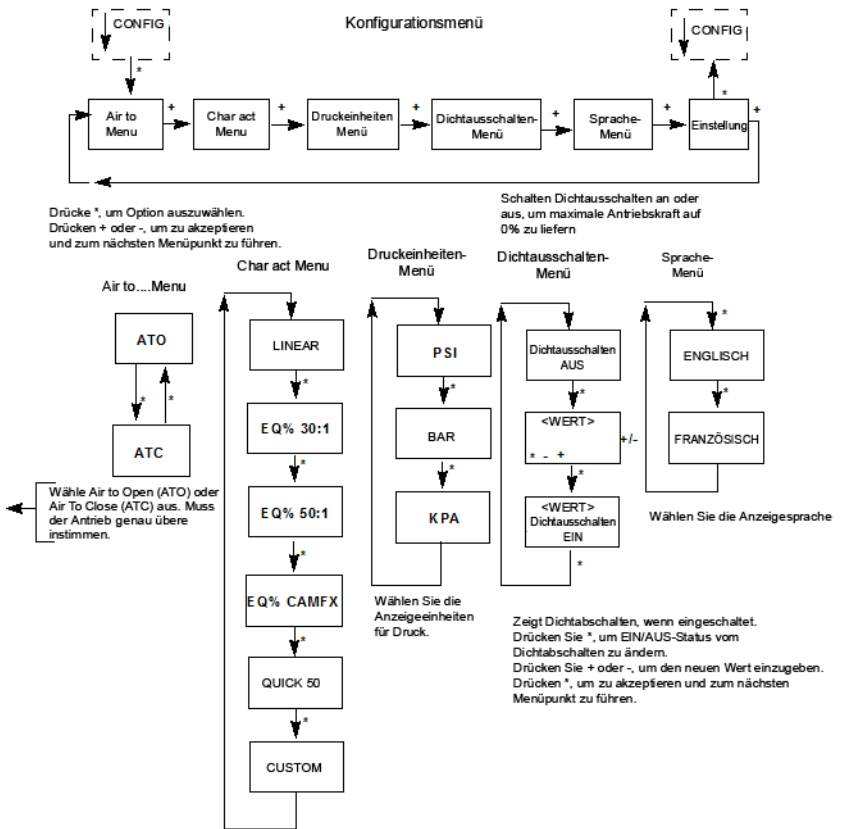 CONFIG
Konfigurationsmenü
CONFIG
*
*
Air to
Menu
+
Char act
Menu
+
Druckeinheiten
Menü
+
Dichtausschalten-
Menü
+
Sprache-
Menü
+
Einstellung
+
Drücke *, um Option auszuwählen.
Drücken + oder -, um zu akzeptieren
und zum nächsten Menüpunkt zu führen.
Schalten Dichtausschalten an oder
aus, um maximale Antriebskraft auf
0% zu liefern
Air to....Menu
ATO
*
*
ATC
Wähle Air to Open (ATO) oder
Air To Close (ATC) aus. Muss
der Antrieb genau übere
instimmen.
Char act Menu
LINEAR
*
EQ% 30:1
*
EQ% 50:1
*
EQ% CAMFX
*
QUICK 50
*
CUSTOM
Druckeinheiten-
Menü
PSI
*
BAR
*
KPA
Wählen Sie die
Anzeigeeinheiten
für Druck.
Dichtausschalten-
Menü
Dichtausschalten
AUS
*
<WERT>
* - +
+/-
*
<WERT>
Dichtausschalten
EIN
*
Zeigt Dichtabschalten, wenn eingeschaltet.
Drücken Sie *, um EIN/AUS-Status vom
Dichtabschalten zu ändern.
Drücken Sie + oder -, um den neuen Wert einzugeben.
Drücken *, um zu akzeptieren und zum nächsten
Menüpunkt zu führen.
Sprache-
Menü
*
ENGLISCH
*
FRANZÖSISCH
Wählen Sie die Anzeigesprache